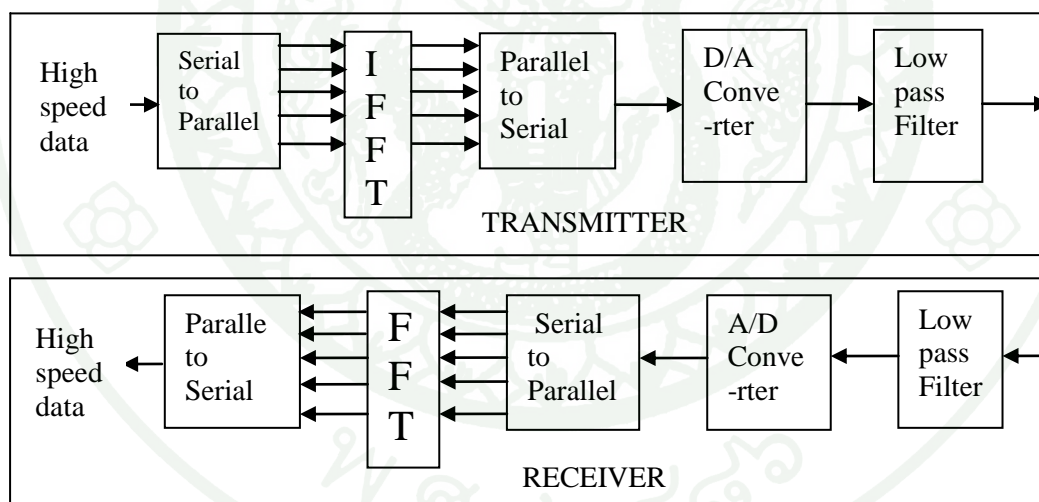 High
speed
data
Serial
to
Parallel
I
F
F
T
Parallel
to
Serial
D/A
Conve
-rter
Low
pass
Filter
TRANSMITTER
High
speed
data
Paralle
to
Serial
F
F
T
Serial
to
Parallel
A/D
Conve
-rter
Low
pass
Filter
RECEIVER